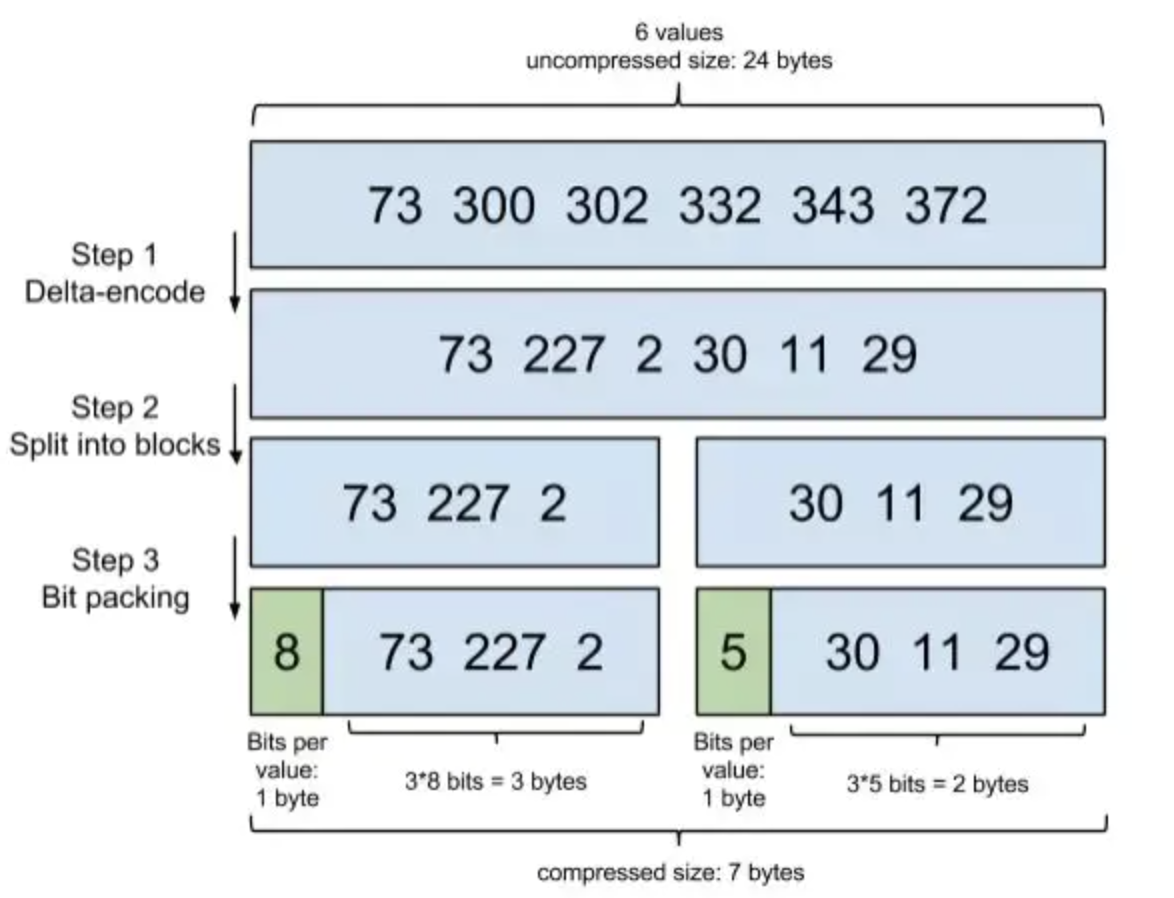 6 values
uncompressed size: 24 bytes
73 300 302 332 343 372
Step 1
Delta-encode
73 227 2 30 11 29
Step 2
Split into blocks
73 227 2
30 11 29
Step 3
Bit packing
8
73 227 2
5
30 11 29
Bits per
value:
1 byte
3*8 bits = 3 bytes
Bits per
value:
1 byte
3*5 bits = 2 bytes
compressed size: 7 bytes